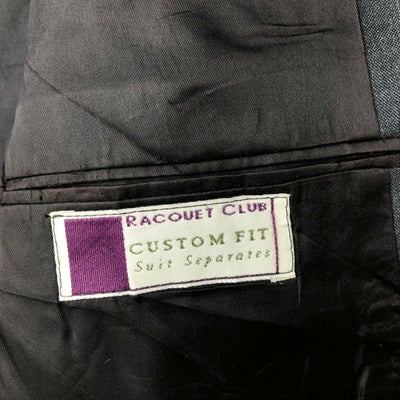 RACQUET CLUB
CUSTOM FIT
Suit Separates